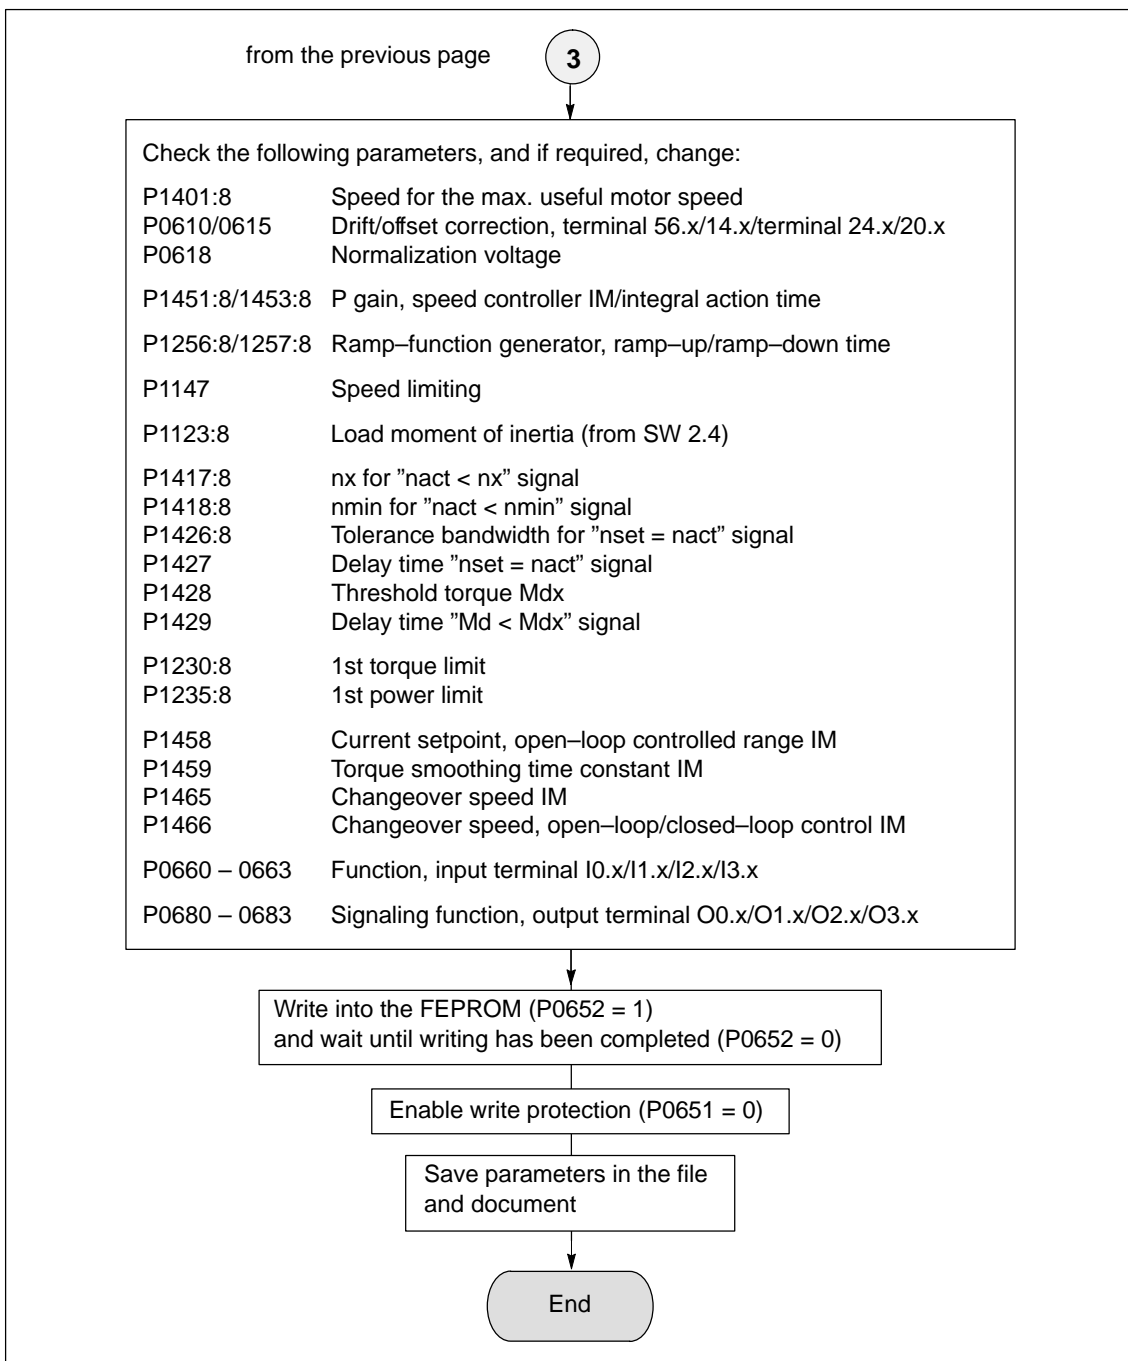 from the previous page 3
Check the following parameters, and if required, change:
P1401:8 Speed for the max. useful motor speed
P0610/0615 Drift/offset correction, terminal 56.x/14.x/terminal 24.x/20.x
P0618 Normalization voltage
P1451:8/1453:8 P gain, speed controller IM/integral action time
P1256:8/1257:8 Ramp–function generator, ramp–up/ramp–down time
P1147 Speed limiting
P1123:8 Load moment of inertia (from SW 2.4)
P1417:8 nx for ”nact < nx” signal
P1418:8 nmin for ”nact < nmin” signal
P1426:8 Tolerance bandwidth for ”nset = nact” signal
P1427 Delay time ”nset = nact” signal
P1428 Threshold torque Mdx
P1429 Delay time ”Md < Mdx” signal
P1230:8 1st torque limit
P1235:8 1st power limit
P1458 Current setpoint, open–loop controlled range IM
P1459 Torque smoothing time constant IM
P1465 Changeover speed IM
P1466 Changeover speed, open–loop/closed–loop control IM
P0660 – 0663 Function, input terminal I0.x/I1.x/I2.x/I3.x
P0680 – 0683 Signaling function, output terminal O0.x/O1.x/O2.x/O3.x
Write into the FEPROM (P0652 = 1)
and wait until writing has been completed (P0652 = 0)
Enable write protection (P0651 = 0)
Save parameters in the file
and document
End